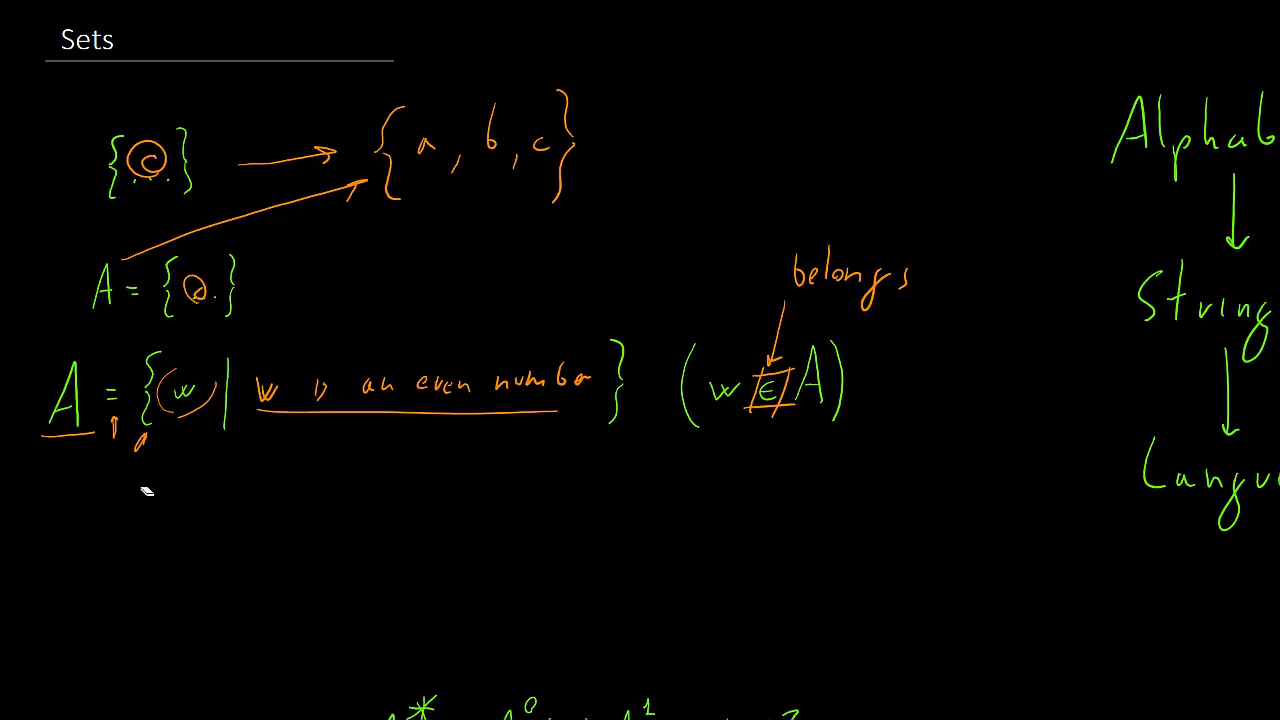 Sets
{ c ... } → { a , b , c }
A = { . }
belongs
A = { w | w is an even number } ( w ∈ A )
Alphab
String
Langu